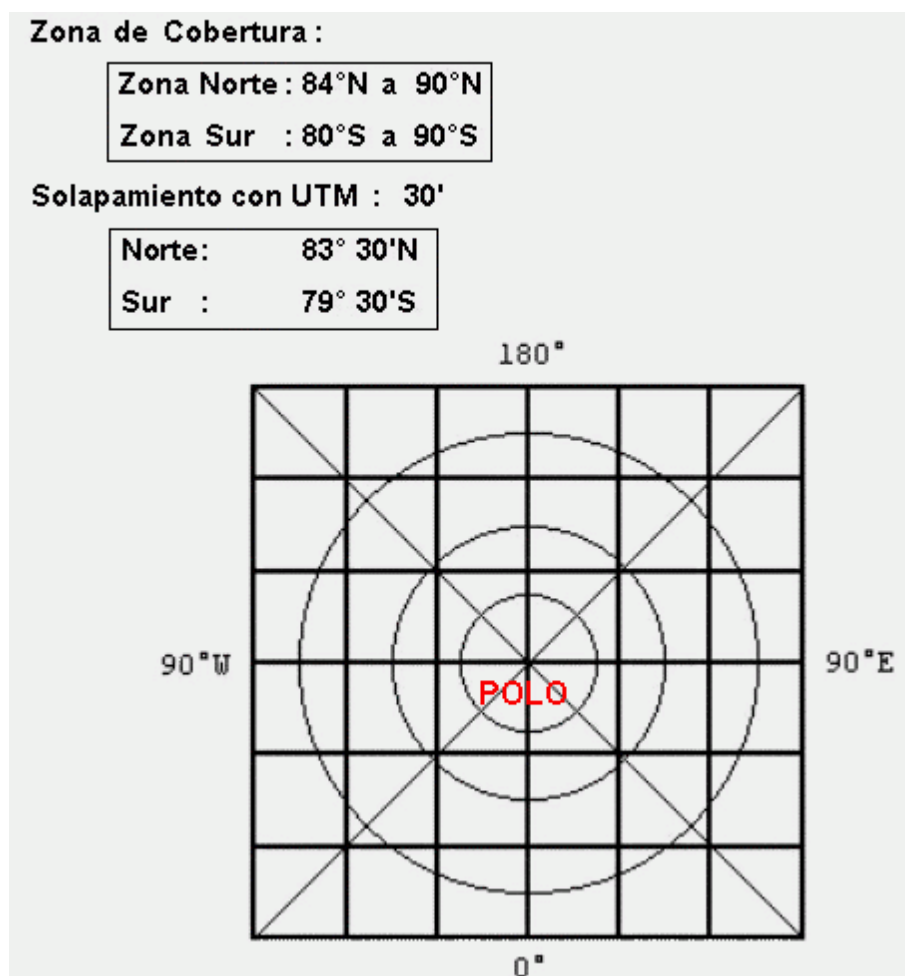 Zona de Cobertura :
Zona Norte : 84°N a 90°N
Zona Sur : 80°S a 90°S
Solapamiento con UTM : 30'
Norte: 83° 30'N
Sur : 79° 30'S
180°
90°W
90°E
POLO
0°